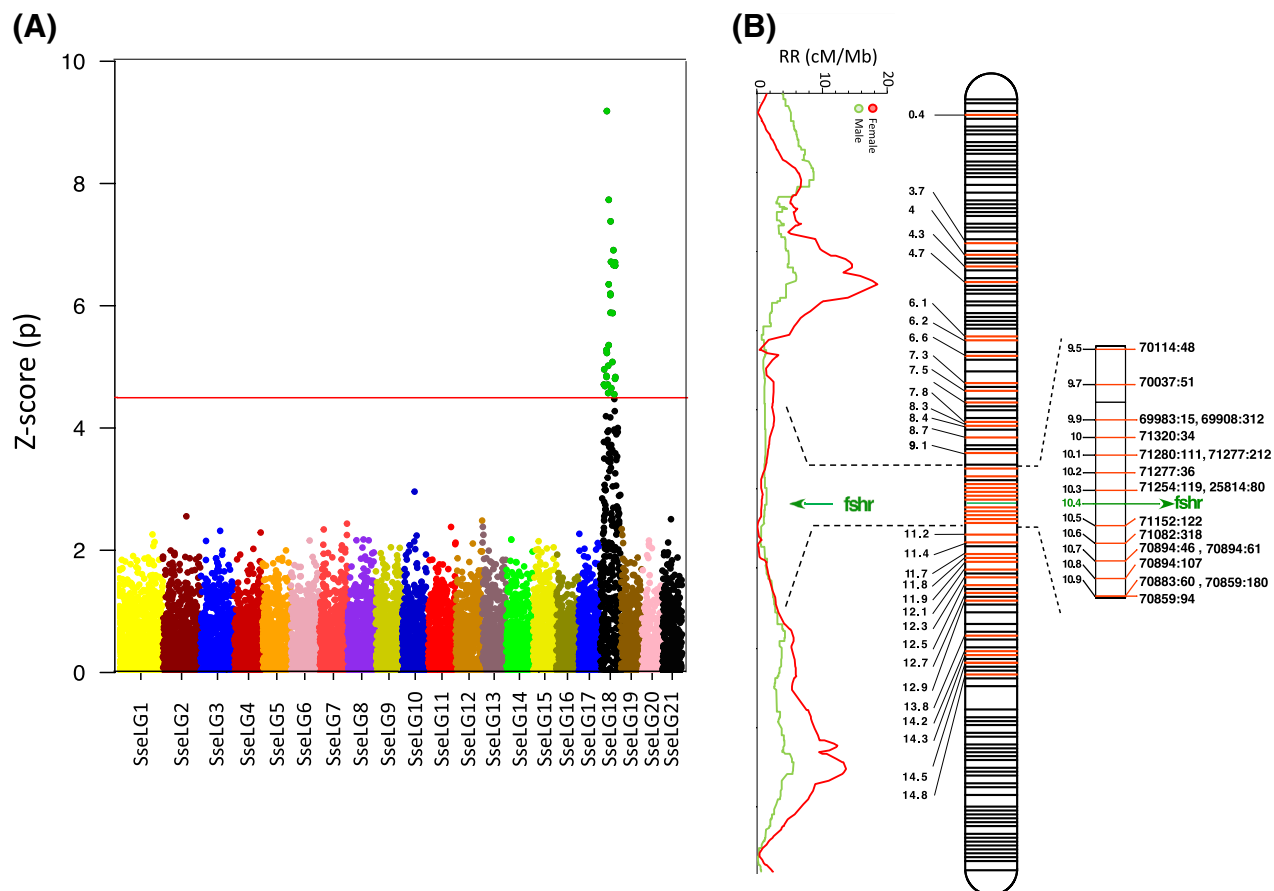 (A)
10
8
6
4
2
0
Z-score (p)
SseLG1
SseLG2
SseLG3
SseLG4
SseLG5
SseLG6
SseLG7
SseLG8
SseLG9
SseLG10
SseLG11
SseLG12
SseLG13
SseLG14
SseLG15
SseLG16
SseLG17
SseLG18
SseLG19
SseLG20
SseLG21
(B)
RR (cM/Mb)
0
10
20
Female
Male
0.4
3.7
4
4.3
4.7
6.1
6.2
6.6
7.3
7.5
7.8
8.3
8.4
8.7
9.1
fshr
11.2
11.4
11.7
11.8
11.9
12.1
12.3
12.5
12.7
12.9
13.8
14.2
14.3
14.5
14.8
9.5 70114:48
9.7 70037:51
9.9 69983:15, 69908:312
10 71320:34
10.1 71280:111, 71277:212
10.2 71277:36
10.3 71254:119, 25814:80
10.4 fshr
10.5 71152:122
10.6 71082:318
10.7 70894:46 , 70894:61
10.8 70894:107
10.9 70883:60 , 70859:180
70859:94